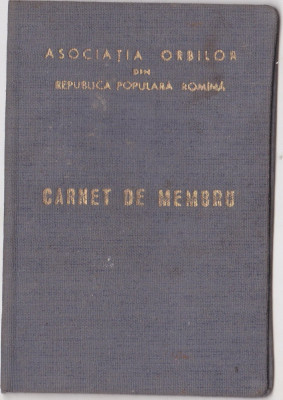 ASOCIAȚIA ORBILOR
DIN
REPUBLICA POPULARĂ ROMÎNĂ
CARNET DE MEMBRU